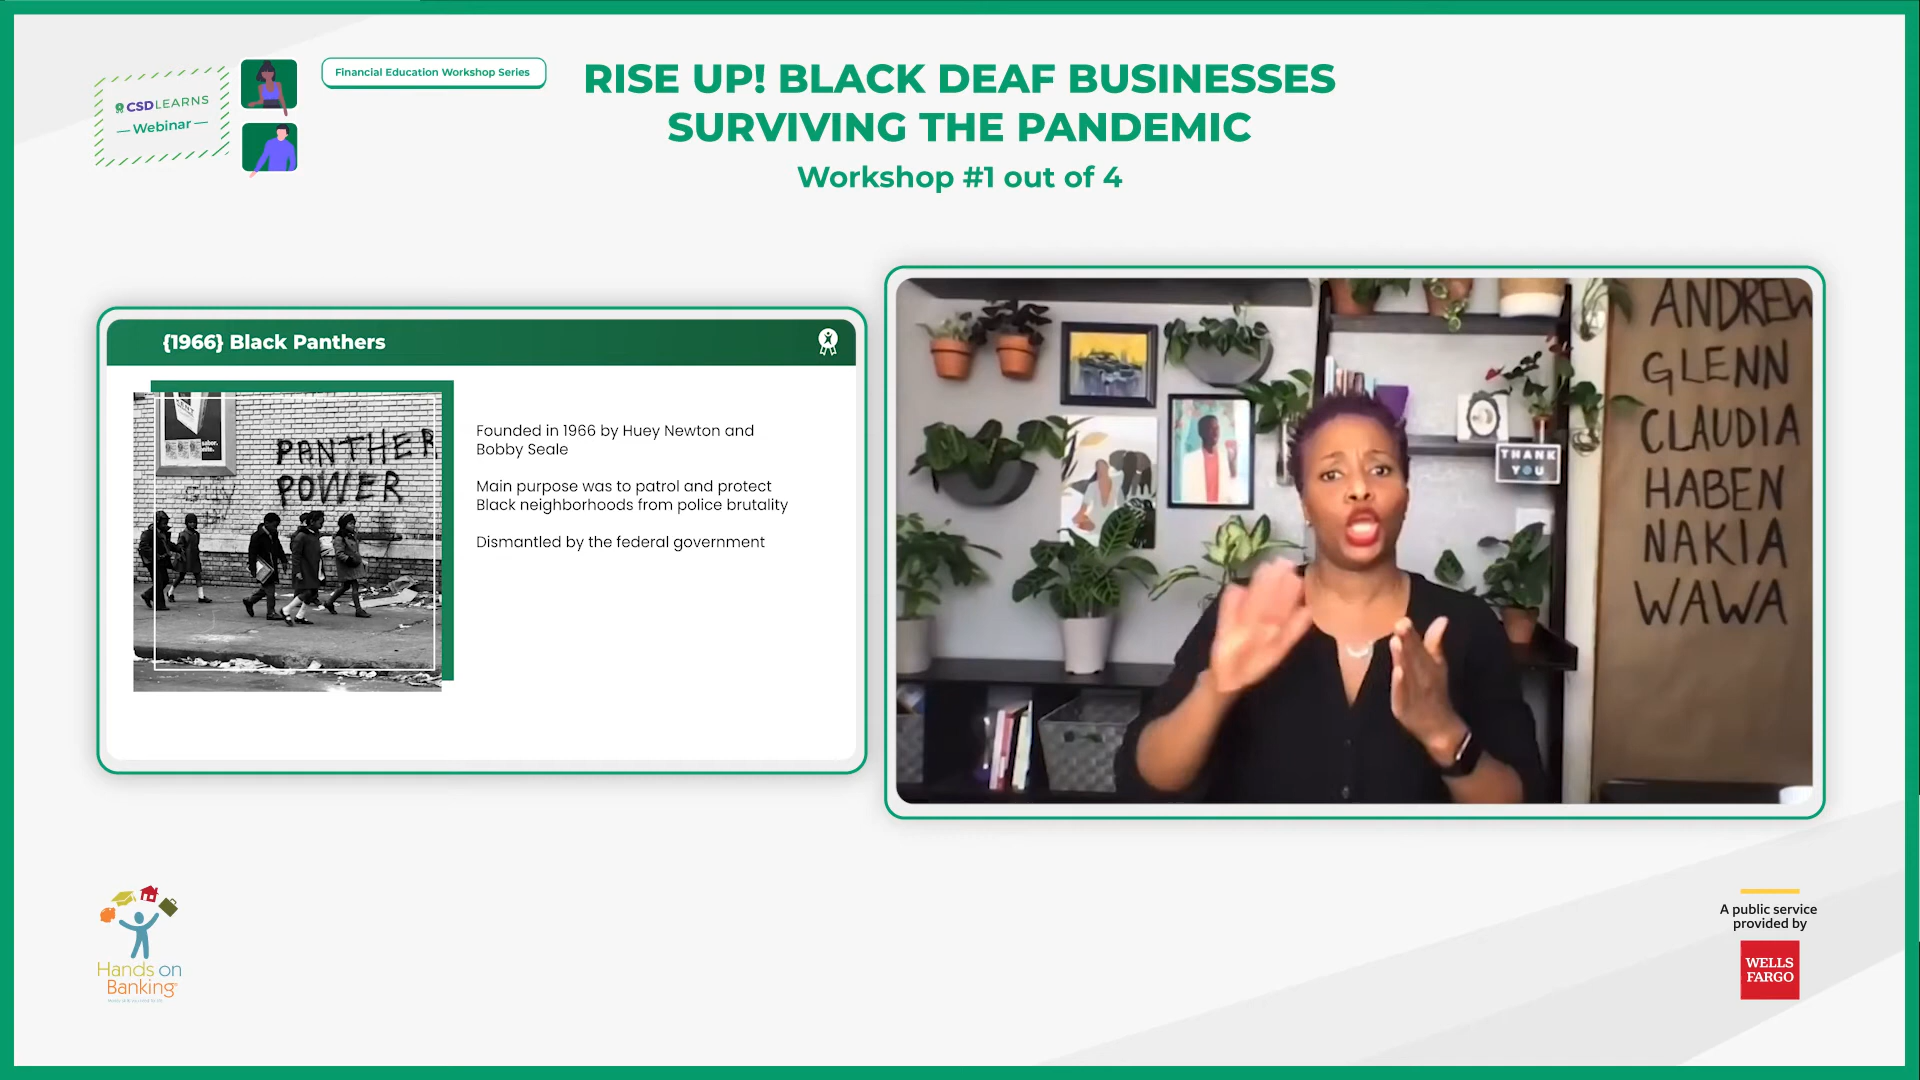 CSDLEARNS
— Webinar —
Financial Education Workshop Series
RISE UP! BLACK DEAF BUSINESSES
SURVIVING THE PANDEMIC
Workshop #1 out of 4
{1966} Black Panthers
PANTHER
POWER
Founded in 1966 by Huey Newton and
Bobby Seale
Main purpose was to patrol and protect
Black neighborhoods from police brutality
Dismantled by the federal government
THANK
YOU
ANDREW
GLENN
CLAUDIA
HABEN
NAKIA
WAWA
Hands on
Banking
A public service
provided by
WELLS
FARGO